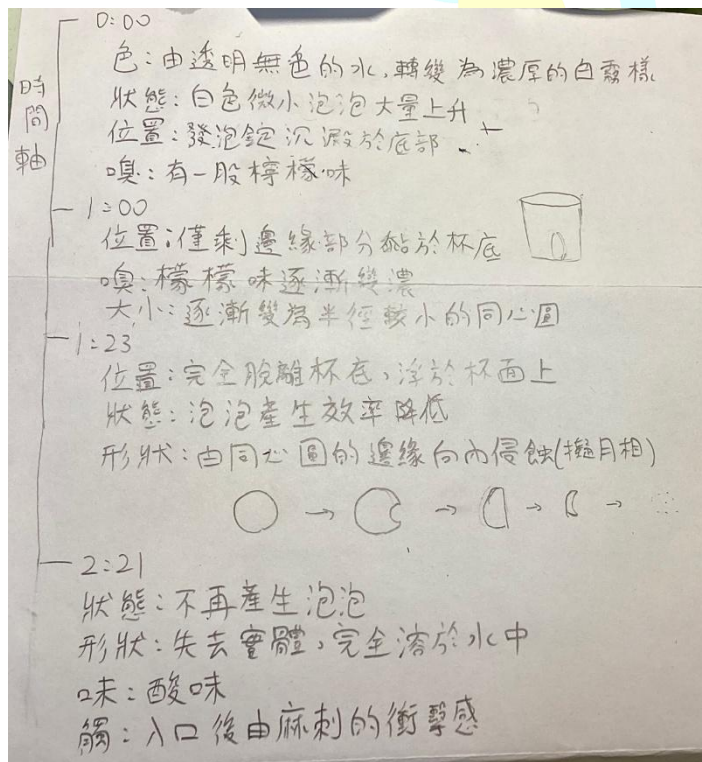 時間軸
0:00
色:由透明無色的水,轉變為濃厚的白霧樣
狀態:白色微小泡泡大量上升
位置:發泡錠沉澱於底部
嗅:有一股檸檬味
1:00
位置:僅剩邊緣部分黏於杯底
嗅:檬檬味逐漸變濃
大小:逐漸變為半徑較小的同心圓
1:23
位置:完全脫離杯底,浮於杯面上
狀態:泡泡產生效率降低
形狀:由同心圓的邊緣向內侵蝕(擬月相)
2:21
狀態:不再產生泡泡
形狀:失去實體,完全溶於水中
味:酸味
觸:入口後由麻刺的衝擊感